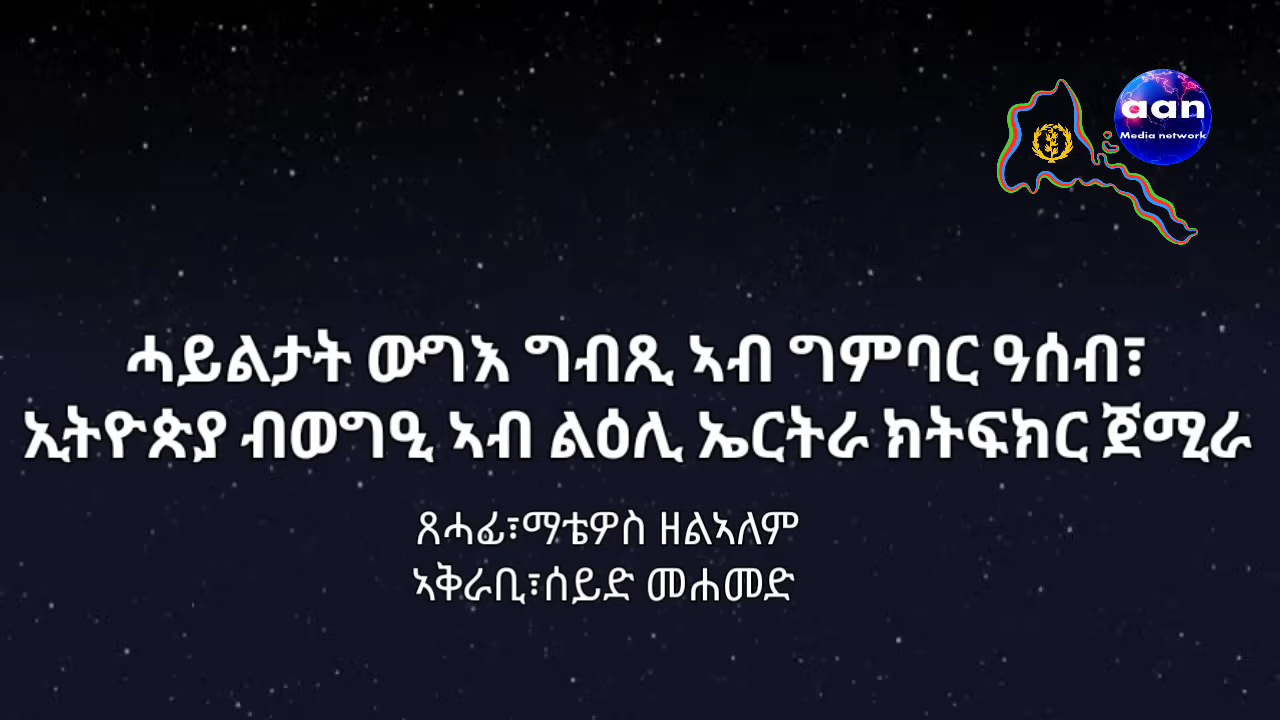 aan
Media network
ሓይልታት ውግእ ግብጺ ኣብ ግምባር ዓሰብ፣
ኢትዮጵያ ብወግዒ ኣብ ልዕሊ ኤርትራ ክትፍክር ጀሚራ
ጸሓፊ፣ማቴዎስ ዘልኣለም
ኣቅራቢ፣ሰይድ መሐመድ